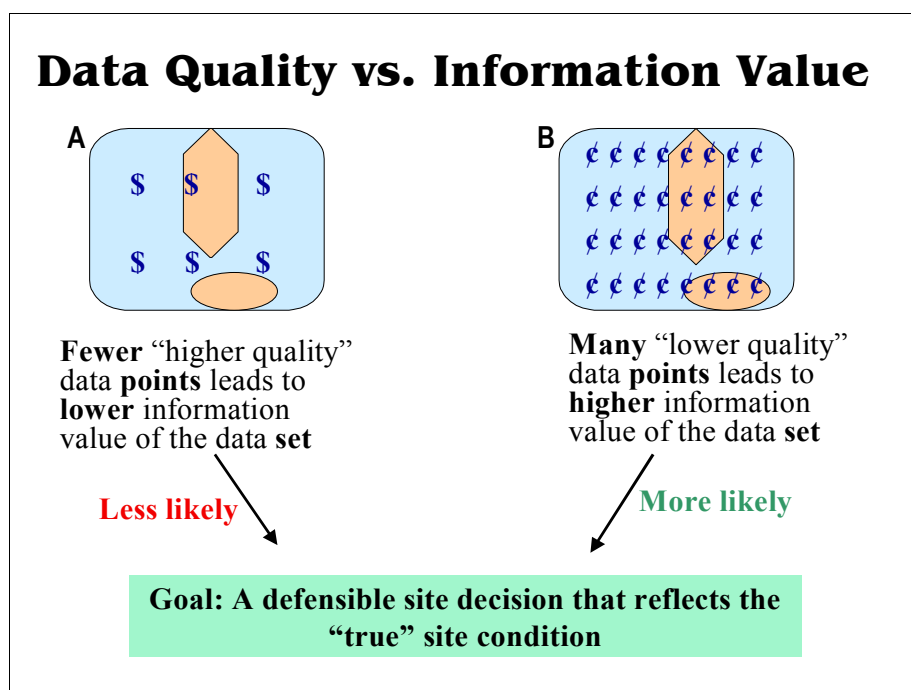 Data Quality vs. Information Value
A
B
$ $ $
$ $ $
¢ ¢ ¢ ¢ ¢ ¢ ¢ ¢
¢ ¢ ¢ ¢ ¢ ¢ ¢ ¢
¢ ¢ ¢ ¢ ¢ ¢ ¢ ¢
¢ ¢ ¢ ¢ ¢ ¢ ¢ ¢
Fewer “higher quality”
data points leads to
lower information
value of the data set
Many “lower quality”
data points leads to
higher information
value of the data set
Less likely
More likely
Goal: A defensible site decision that reflects the
“true” site condition